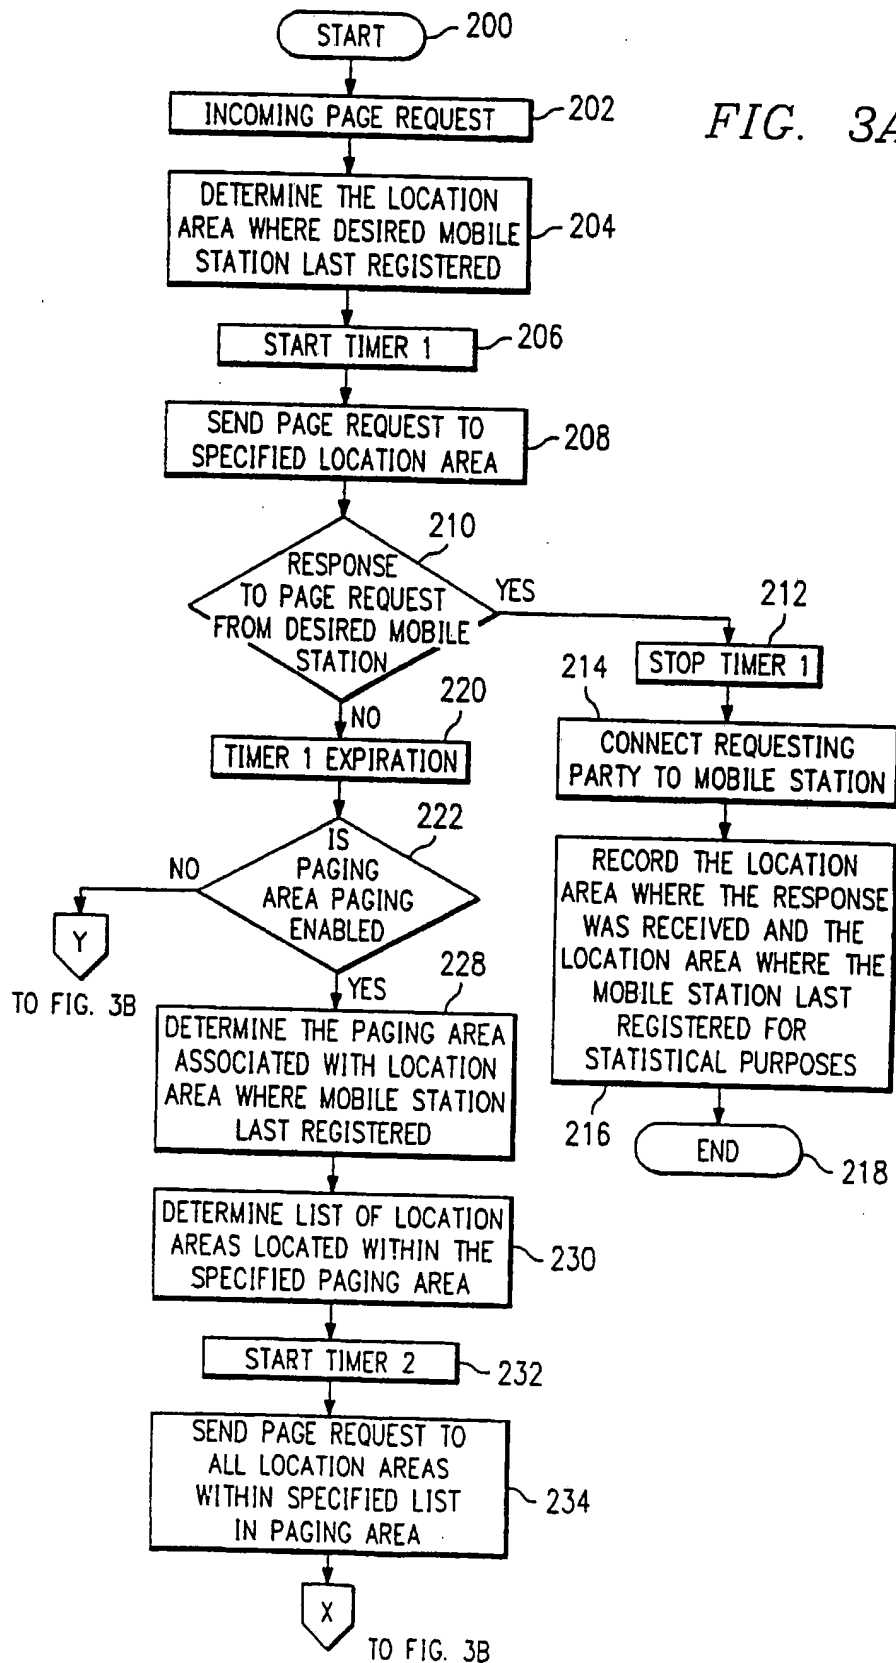 START
200
INCOMING PAGE REQUEST
202
FIG. 3A
DETERMINE THE LOCATION
AREA WHERE DESIRED MOBILE
STATION LAST REGISTERED
204
START TIMER 1
206
SEND PAGE REQUEST TO
SPECIFIED LOCATION AREA
208
210
RESPONSE
TO PAGE REQUEST
FROM DESIRED MOBILE
STATION
YES
212
STOP TIMER 1
214
CONNECT REQUESTING
PARTY TO MOBILE STATION
RECORD THE LOCATION
AREA WHERE THE RESPONSE
WAS RECEIVED AND THE
LOCATION AREA WHERE THE
MOBILE STATION LAST
REGISTERED FOR
STATISTICAL PURPOSES
216
END
218
NO
220
TIMER 1 EXPIRATION
222
IS
PAGING
AREA PAGING
ENABLED
NO
Y
TO FIG. 3B
YES
228
DETERMINE THE PAGING AREA
ASSOCIATED WITH LOCATION
AREA WHERE MOBILE STATION
LAST REGISTERED
DETERMINE LIST OF LOCATION
AREAS LOCATED WITHIN THE
SPECIFIED PAGING AREA
230
START TIMER 2
232
SEND PAGE REQUEST TO
ALL LOCATION AREAS
WITHIN SPECIFIED LIST
IN PAGING AREA
234
X
TO FIG. 3B